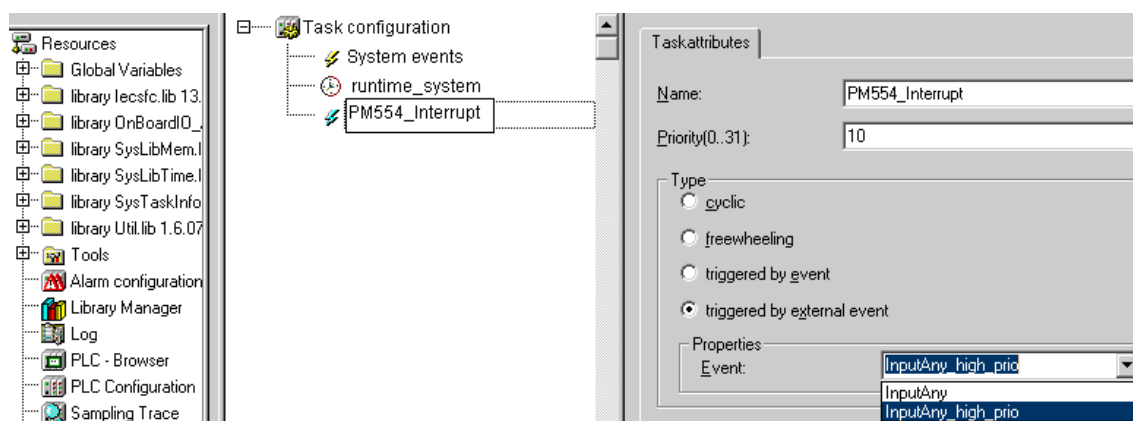 Resources
Global Variables
library Iecsfc.lib 13.
library OnBoardIO_
library SysLibMem.l
library SysLibTime.l
library SysTaskInfo
library Util.lib 1.6.07
Tools
Alarm configuration
Library Manager
Log
PLC - Browser
PLC Configuration
Sampling Trace
Task configuration
System events
runtime_system
PM554_Interrupt
Taskattributes
Name: PM554_Interrupt
Priority(0..31): 10
Type
cyclic
freewheeling
triggered by event
triggered by external event
Properties
Event: InputAny_high_prio
InputAny
InputAny_high_prio